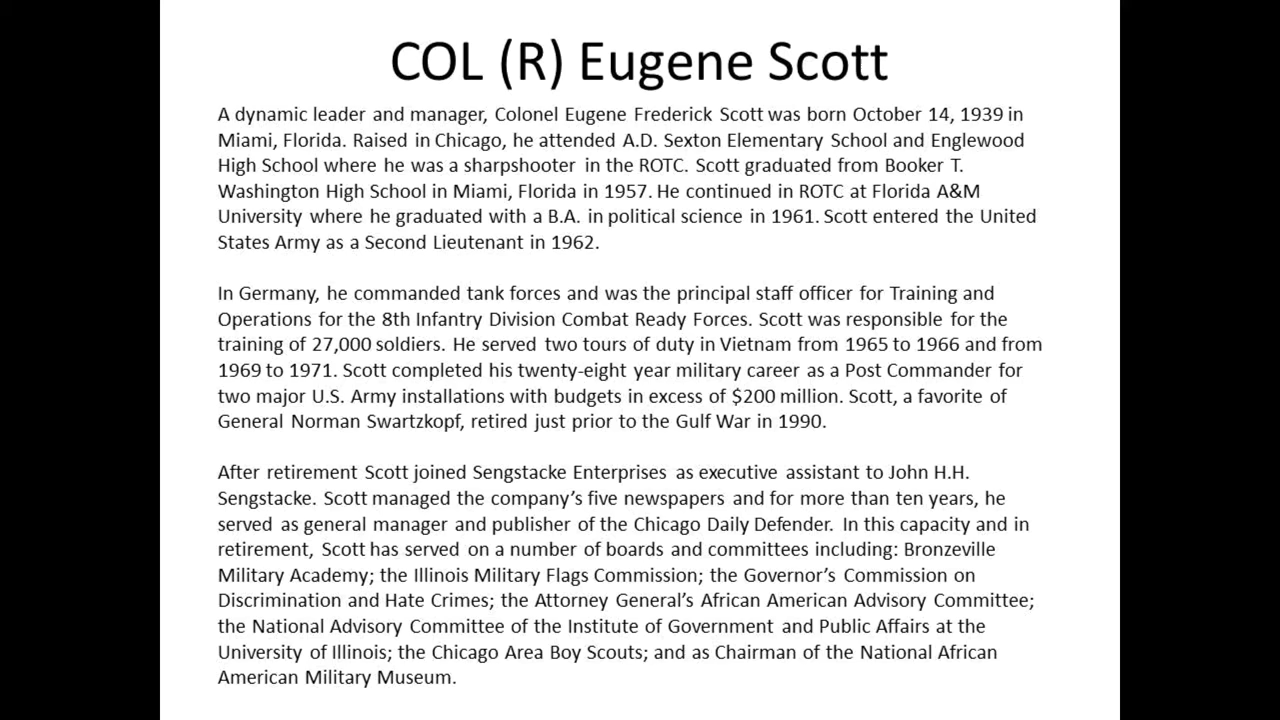 COL (R) Eugene Scott
A dynamic leader and manager, Colonel Eugene Frederick Scott was born October 14, 1939 in
Miami, Florida. Raised in Chicago, he attended A.D. Sexton Elementary School and Englewood
High School where he was a sharpshooter in the ROTC. Scott graduated from Booker T.
Washington High School in Miami, Florida in 1957. He continued in ROTC at Florida A&M
University where he graduated with a B.A. in political science in 1961. Scott entered the United
States Army as a Second Lieutenant in 1962.
In Germany, he commanded tank forces and was the principal staff officer for Training and
Operations for the 8th Infantry Division Combat Ready Forces. Scott was responsible for the
training of 27,000 soldiers. He served two tours of duty in Vietnam from 1965 to 1966 and from
1969 to 1971. Scott completed his twenty-eight year military career as a Post Commander for
two major U.S. Army installations with budgets in excess of $200 million. Scott, a favorite of
General Norman Swartzkopf, retired just prior to the Gulf War in 1990.
After retirement Scott joined Sengstacke Enterprises as executive assistant to John H.H.
Sengstacke. Scott managed the company's five newspapers and for more than ten years, he
served as general manager and publisher of the Chicago Daily Defender. In this capacity and in
retirement, Scott has served on a number of boards and committees including: Bronzeville
Military Academy; the Illinois Military Flags Commission; the Governor's Commission on
Discrimination and Hate Crimes; the Attorney General's African American Advisory Committee;
the National Advisory Committee of the Institute of Government and Public Affairs at the
University of Illinois; the Chicago Area Boy Scouts; and as Chairman of the National African
American Military Museum.